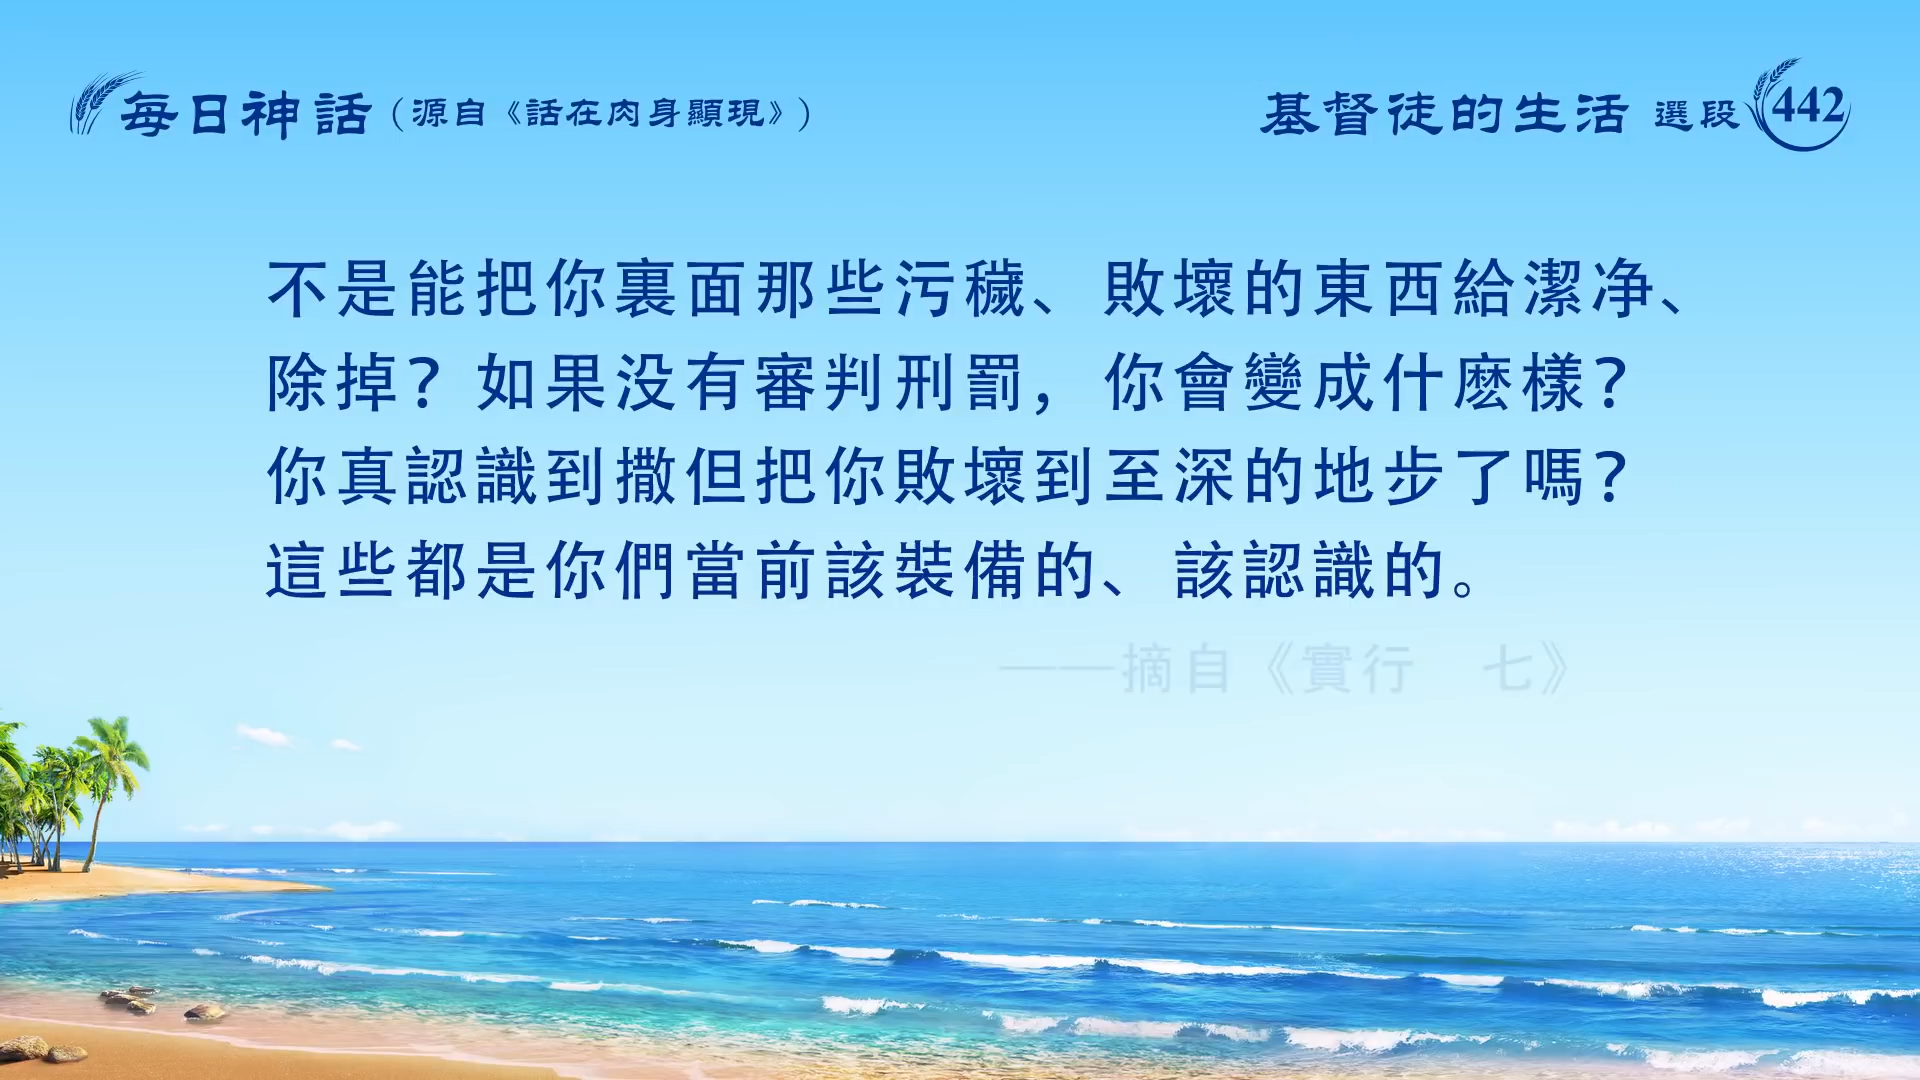 每日神話（源自《話在肉身顯現》）
基督徒的生活 選段 442
不是能把你裏面那些污穢、敗壞的東西給潔净、
除掉？如果没有審判刑罰，你會變成什麽樣？
你真認識到撒但把你敗壞到至深的地步了嗎？
這些都是你們當前該裝備的、該認識的。
——摘自《實行　七》